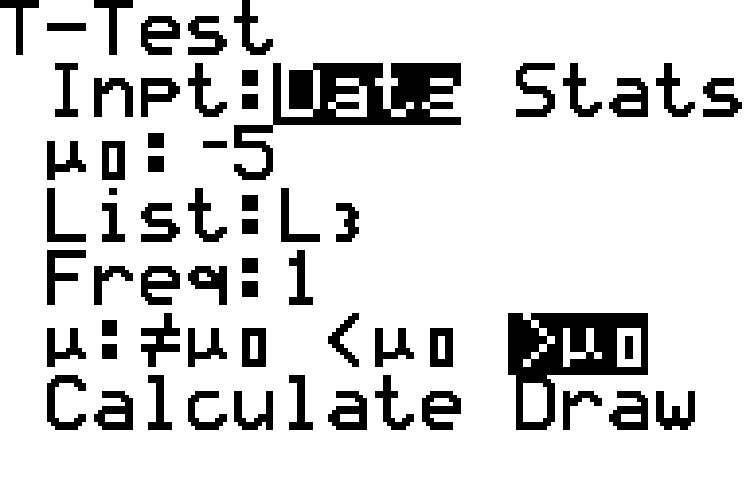 T-Test
Inpt:Data Stats
μ₀:⁻5
List:L₃
Freq:1
μ:≠μ₀ <μ₀ >μ₀
Calculate Draw